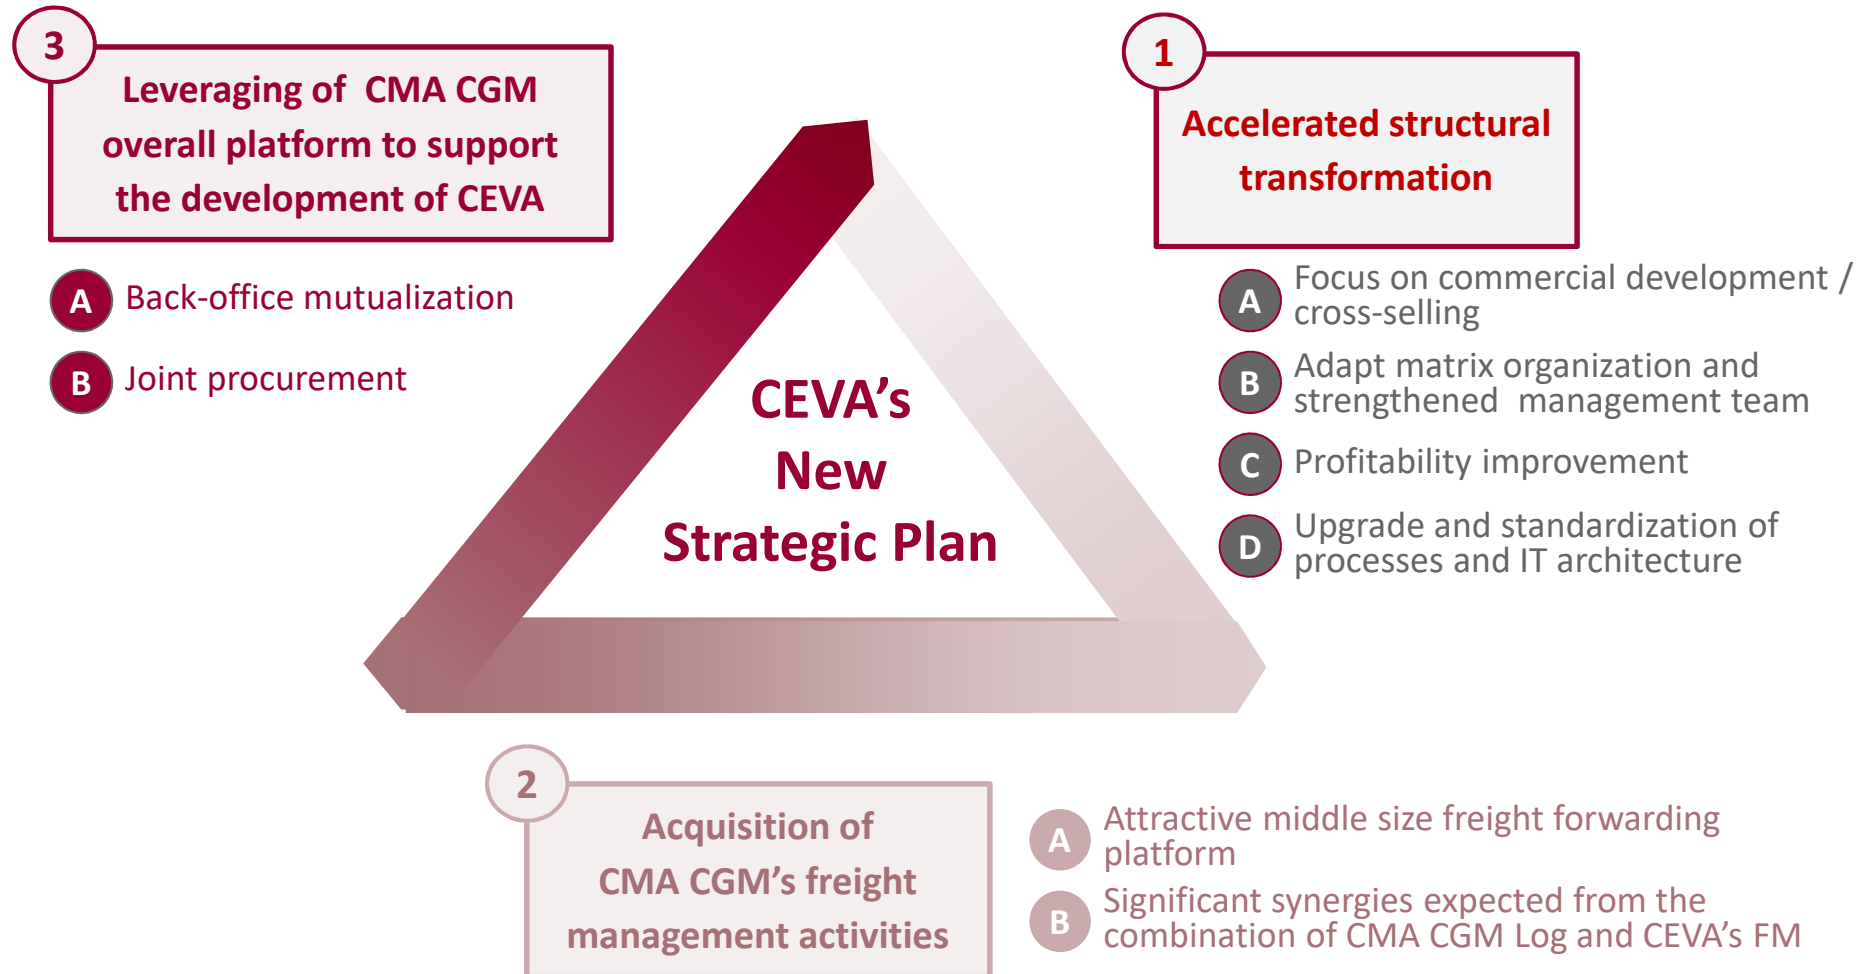 3
Leveraging of CMA CGM
overall platform to support
the development of CEVA
A Back-office mutualization
B Joint procurement
1
Accelerated structural
transformation
A Focus on commercial development /
cross-selling
B Adapt matrix organization and
strengthened management team
C Profitability improvement
D Upgrade and standardization of
processes and IT architecture
CEVA’s
New
Strategic Plan
2
Acquisition of
CMA CGM’s freight
management activities
A Attractive middle size freight forwarding
platform
B Significant synergies expected from the
combination of CMA CGM Log and CEVA’s FM